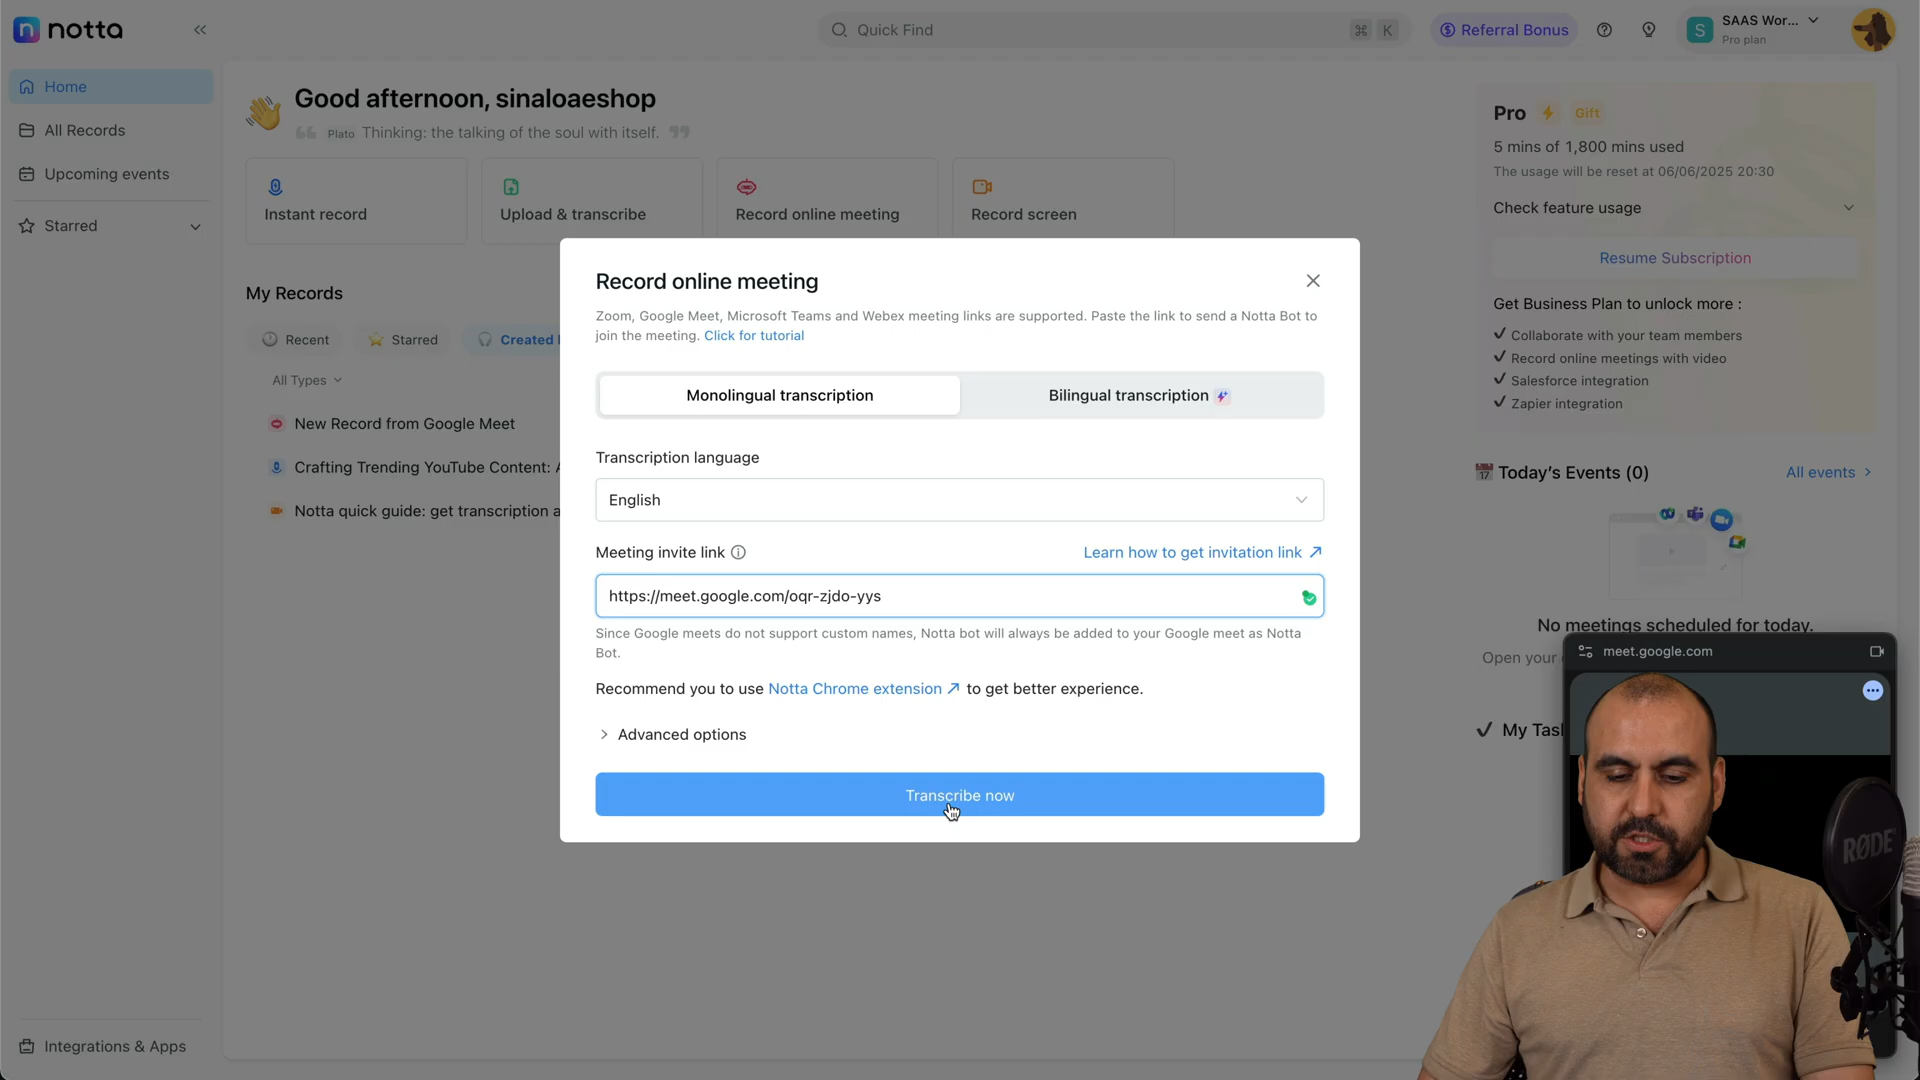 notta
Quick Find
⌘ K
Referral Bonus
S
SAAS Wor...
Pro plan
Home
All Records
Upcoming events
Starred
Integrations & Apps
Good afternoon, sinaloaeshop
Plato Thinking: the talking of the soul with itself.
Instant record
Upload & transcribe
Record online meeting
Record screen
My Records
Recent
Starred
Created
All Types
New Record from Google Meet
Crafting Trending YouTube Content:
Notta quick guide: get transcription a
Record online meeting
Zoom, Google Meet, Microsoft Teams and Webex meeting links are supported. Paste the link to send a Notta Bot to
join the meeting. Click for tutorial
Monolingual transcription
Bilingual transcription
Transcription language
English
Meeting invite link
Learn how to get invitation link
https://meet.google.com/oqr-zjdo-yys
Since Google meets do not support custom names, Notta bot will always be added to your Google meet as Notta
Bot.
Recommend you to use Notta Chrome extension to get better experience.
Advanced options
Transcribe now
Pro Gift
5 mins of 1,800 mins used
The usage will be reset at 06/06/2025 20:30
Check feature usage
Resume Subscription
Get Business Plan to unlock more :
Collaborate with your team members
Record online meetings with video
Salesforce integration
Zapier integration
17 Today's Events (0)
All events
No meetings scheduled for today.
Open your
My Tas
meet.google.com
RØDE